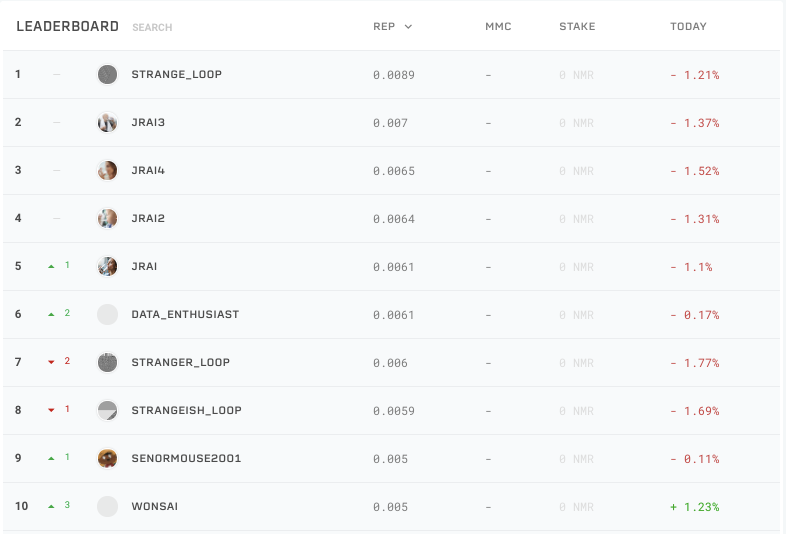 LEADERBOARD SEARCH REP MMC STAKE TODAY
1 – STRANGE_LOOP 0.0089 – 0 NMR - 1.21%
2 – JRAI3 0.007 – 0 NMR - 1.37%
3 – JRAI4 0.0065 – 0 NMR - 1.52%
4 – JRAI2 0.0064 – 0 NMR - 1.31%
5 1 JRAI 0.0061 – 0 NMR - 1.1%
6 2 DATA_ENTHUSIAST 0.0061 – 0 NMR - 0.17%
7 2 STRANGER_LOOP 0.006 – 0 NMR - 1.77%
8 1 STRANGEISH_LOOP 0.0059 – 0 NMR - 1.69%
9 1 SENORMOUSE2001 0.005 – 0 NMR - 0.11%
10 3 WONSAI 0.005 – 0 NMR + 1.23%